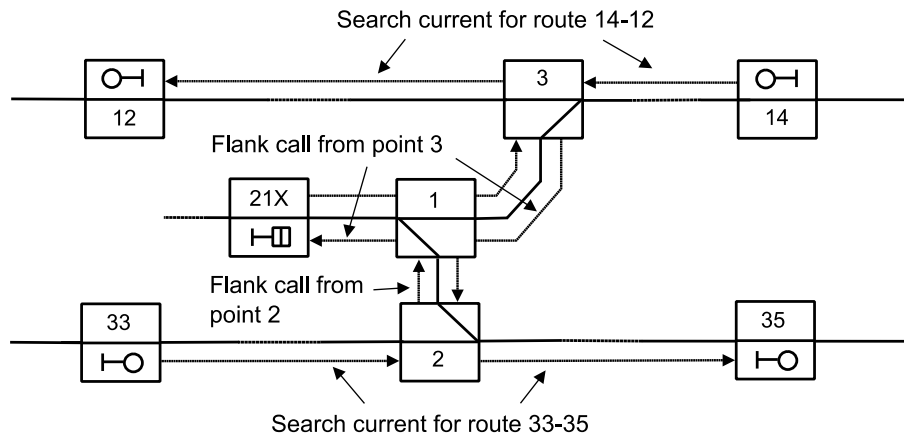 Search current for route 14-12
3
12
14
Flank call from point 3
21X
1
Flank call from
point 2
33
35
2
Search current for route 33-35